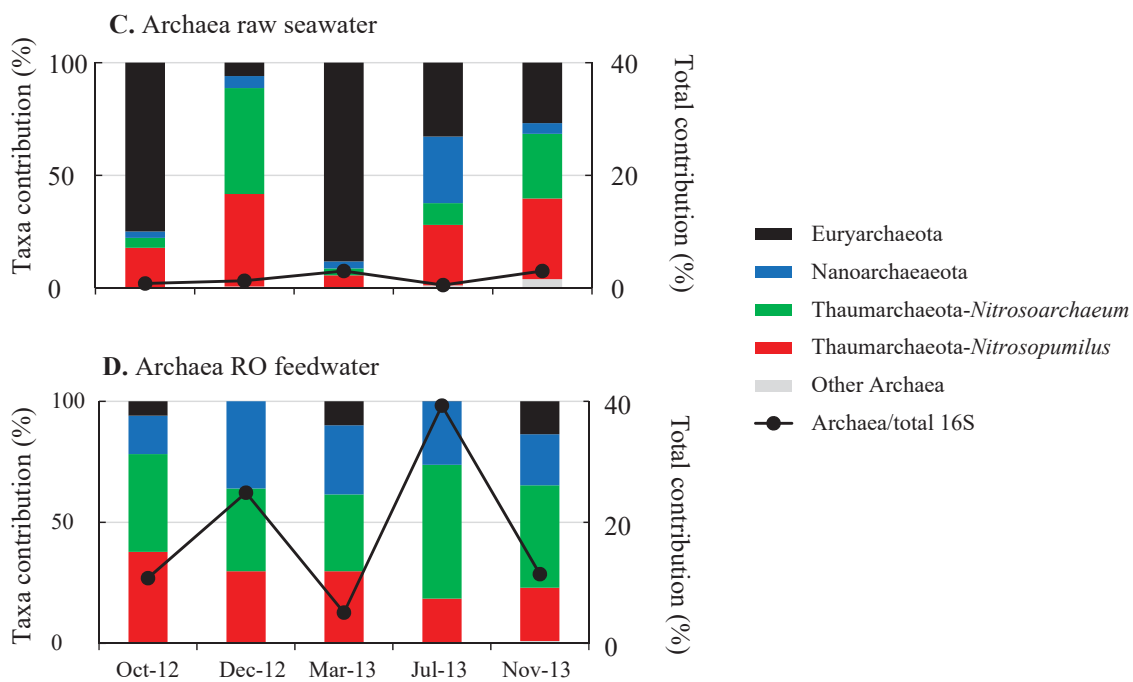 C. Archaea raw seawater
Taxa contribution (%)
100
50
0
40
20
0
Total contribution (%)
Euryarchaeota
Nanoarchaeaeota
Thaumarchaeota-Nitrosoarchaeum
Thaumarchaeota-Nitrosopumilus
Other Archaea
Archaea/total 16S
D. Archaea RO feedwater
Taxa contribution (%)
100
50
0
40
20
0
Total contribution (%)
Oct-12 Dec-12 Mar-13 Jul-13 Nov-13